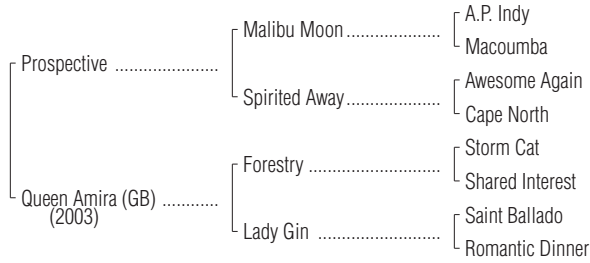 A.P. Indy
Malibu Moon ....................
Macoumba
Prospective ......................
Awesome Again
Spirited Away....................
Cape North
Storm Cat
Forestry ............................
Shared Interest
Queen Amira (GB) ............
(2003)
Saint Ballado
Lady Gin ..........................
Romantic Dinner